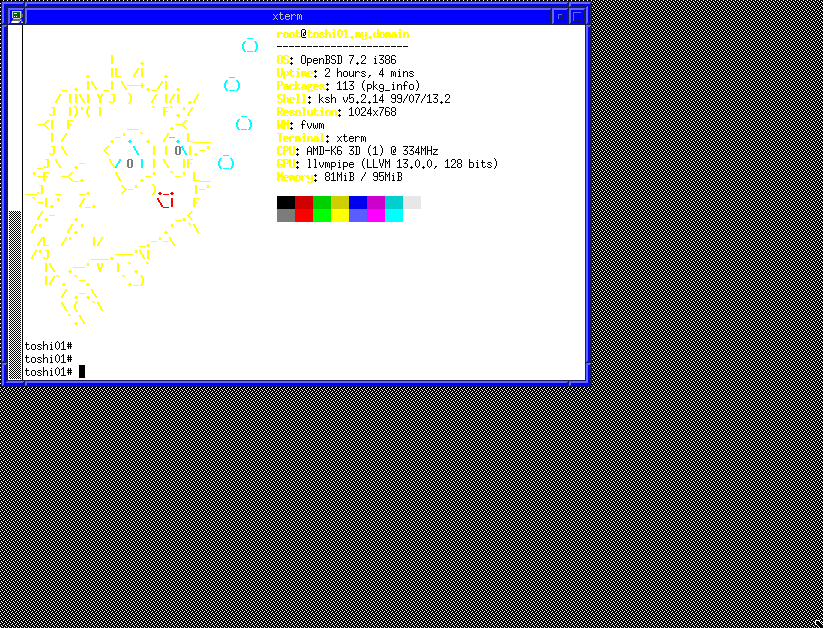 xterm
root@toshi01.my.domain
----------------------
OS: OpenBSD 7.2 i386
Uptime: 2 hours, 4 mins
Packages: 113 (pkg_info)
Shell: ksh v5.2.14 99/07/13.2
Resolution: 1024x768
WM: fvwm
Terminal: xterm
CPU: AMD-K6 3D (1) @ 334MHz
GPU: llvmpipe (LLVM 13.0.0, 128 bits)
Memory: 81MiB / 95MiB
toshi01#
toshi01#
toshi01#